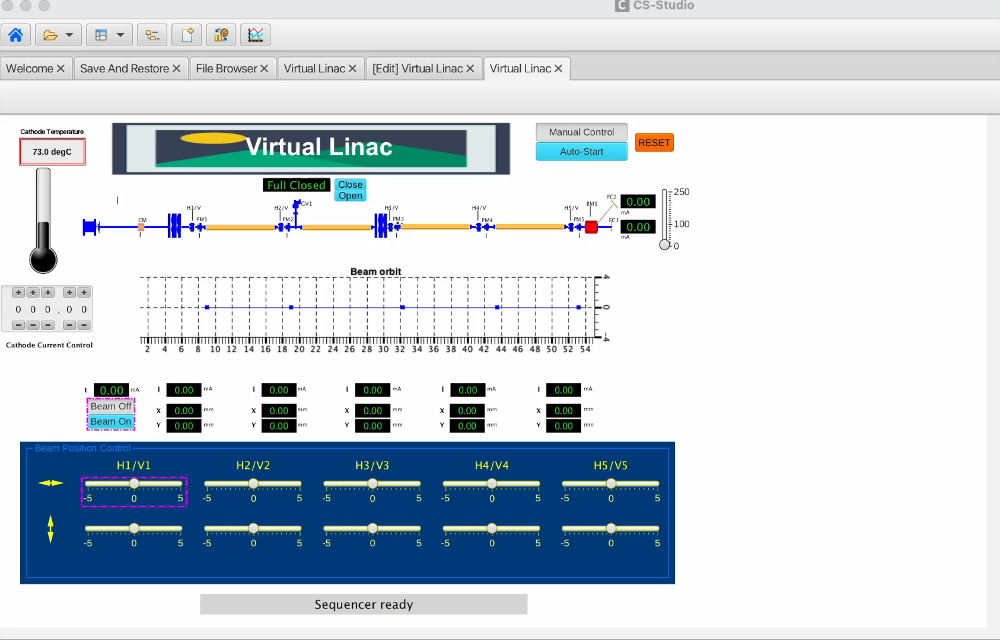 CS-Studio
Welcome Save And Restore File Browser Virtual Linac [Edit] Virtual Linac Virtual Linac
Cathode Temperature
73.0 degC
Virtual Linac
Manual Control
Auto-Start
RESET
Full Closed
Close
Open
CM
H1/V
PM1
H2/V
PM2
GV1
H3/V
PM3
H4/V
PM4
H5/V
PM5
BM1
FC2
0.00
mA
FC1
0.00
mA
250
100
0
Beam orbit
4
0
-4
2 4 6 8 10 12 14 16 18 20 22 24 26 28 30 32 34 36 38 40 42 44 46 48 50 52 54
0 0 0 , 0 0
Cathode Current Control
I 0.00 mA
Beam Off
Beam On
I 0.00 mA I 0.00 mA I 0.00 mA I 0.00 mA I 0.00 mA
X 0.00 mm X 0.00 mm X 0.00 mm X 0.00 mm X 0.00 mm
Y 0.00 mm Y 0.00 mm Y 0.00 mm Y 0.00 mm Y 0.00 mm
Beam Position Control
H1/V1 H2/V2 H3/V3 H4/V4 H5/V5
-5 0 5 -5 0 5 -5 0 5 -5 0 5 -5 0 5
-5 0 5 -5 0 5 -5 0 5 -5 0 5 -5 0 5
Sequencer ready